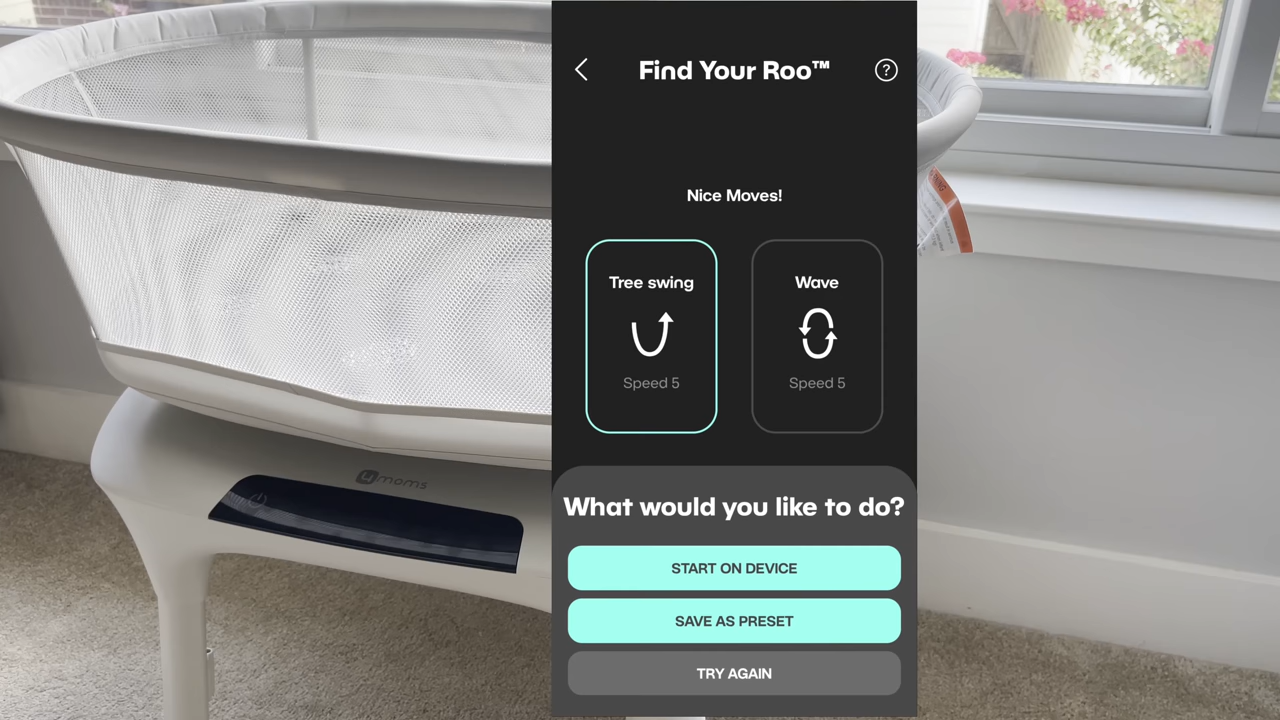 Find Your Roo™
?
Nice Moves!
Tree swing
Wave
Speed 5
Speed 5
4moms
What would you like to do?
START ON DEVICE
SAVE AS PRESET
TRY AGAIN